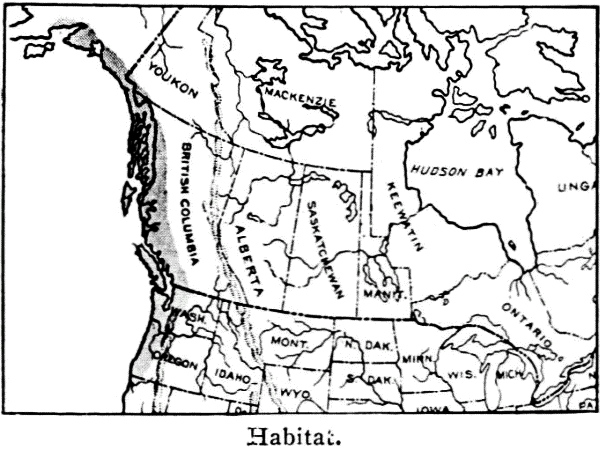 YOUKON
MACKENZIE
HUDSON BAY
UNGA
BRITISH COLUMBIA
ALBERTA
SASKATCHEWAN
KEEWATIN
MANIT.
ONTARIO
WASH.
MONT.
N. DAK.
MINN.
OREGON
IDAHO
WYO.
S. DAK.
WIS.
MICH.
IOWA
PA.
Habitat.